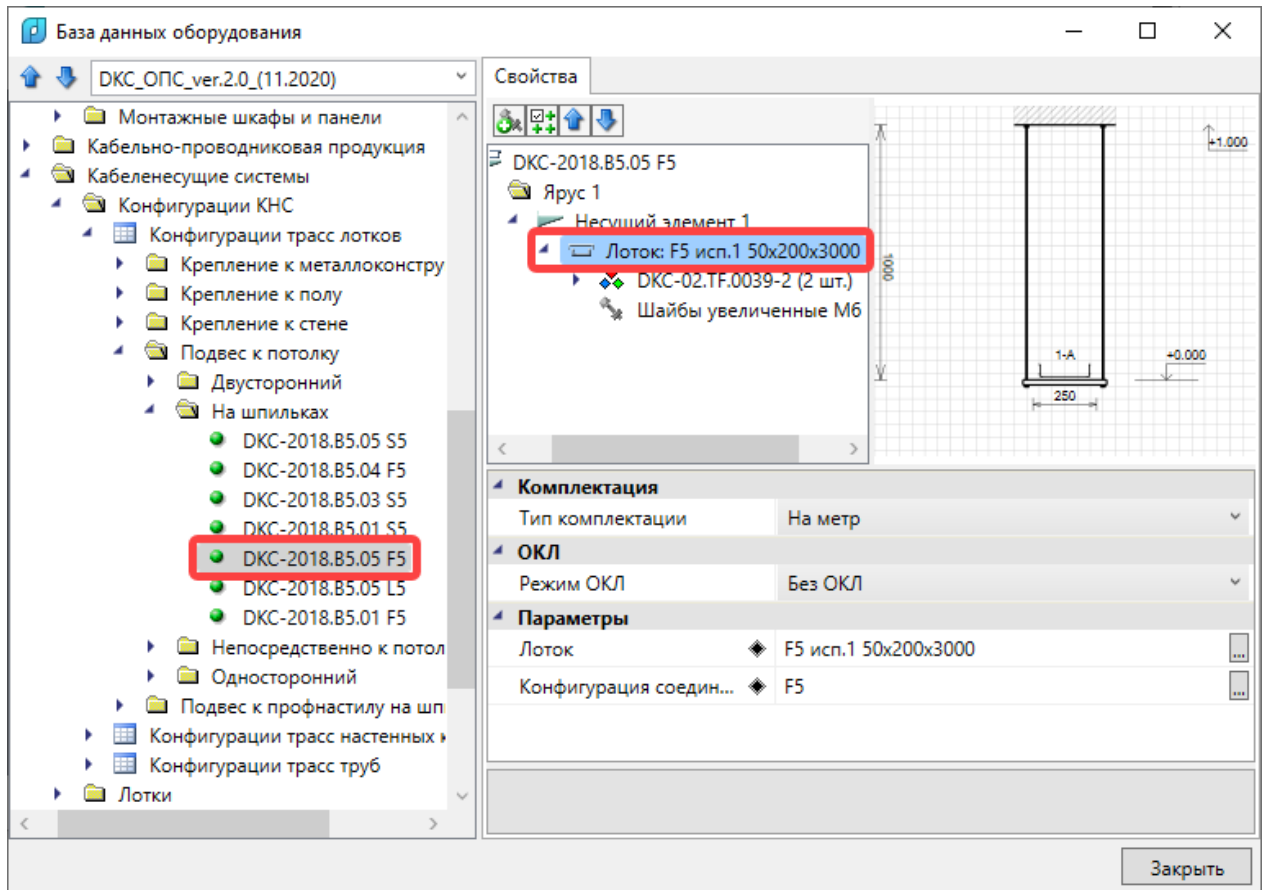 База данных оборудования
DКС_ОПС_ver.2.0_(11.2020)
Монтажные шкафы и панели
Кабельно-проводниковая продукция
Кабеленесущие системы
Конфигурации КНС
Конфигурации трасс лотков
Крепление к металлоконстру
Крепление к полу
Крепление к стене
Подвес к потолку
Двусторонний
На шпильках
DKC-2018.B5.05 S5
DKC-2018.B5.04 F5
DKC-2018.B5.03 S5
DKC-2018.B5.01 S5
DKC-2018.B5.05 F5
DKC-2018.B5.05 L5
DKC-2018.B5.01 F5
Непосредственно к потол
Односторонний
Подвес к профнастилу на шп
Конфигурации трасс настенных
Конфигурации трасс труб
Лотки
Свойства
DKC-2018.B5.05 F5
Ярус 1
Несущий элемент 1
Лоток: F5 исп.1 50x200x3000
DKC-02.TF.0039-2 (2 шт.)
Шайбы увеличенные М6
+1.000
1000
1-А
+0.000
250
Комплектация
Тип комплектации На метр
ОКЛ
Режим ОКЛ Без ОКЛ
Параметры
Лоток F5 исп.1 50x200x3000 ...
Конфигурация соедин... F5 ...
Закрыть